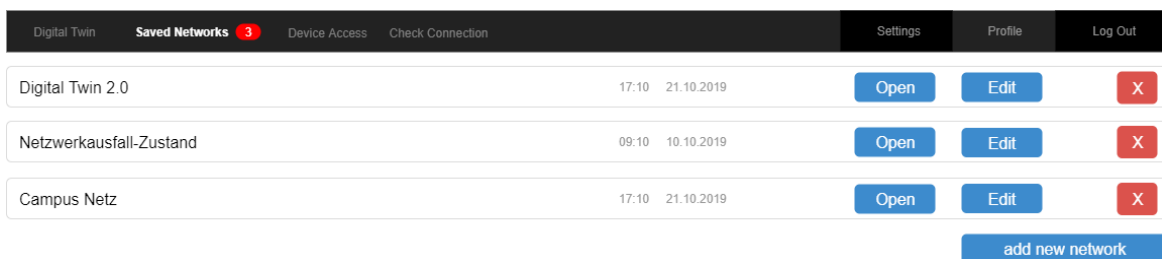 Digital Twin Saved Networks 3 Device Access Check Connection Settings Profile Log Out
Digital Twin 2.0 17:10 21.10.2019 Open Edit X
Netzwerkausfall-Zustand 09:10 10.10.2019 Open Edit X
Campus Netz 17:10 21.10.2019 Open Edit X
add new network